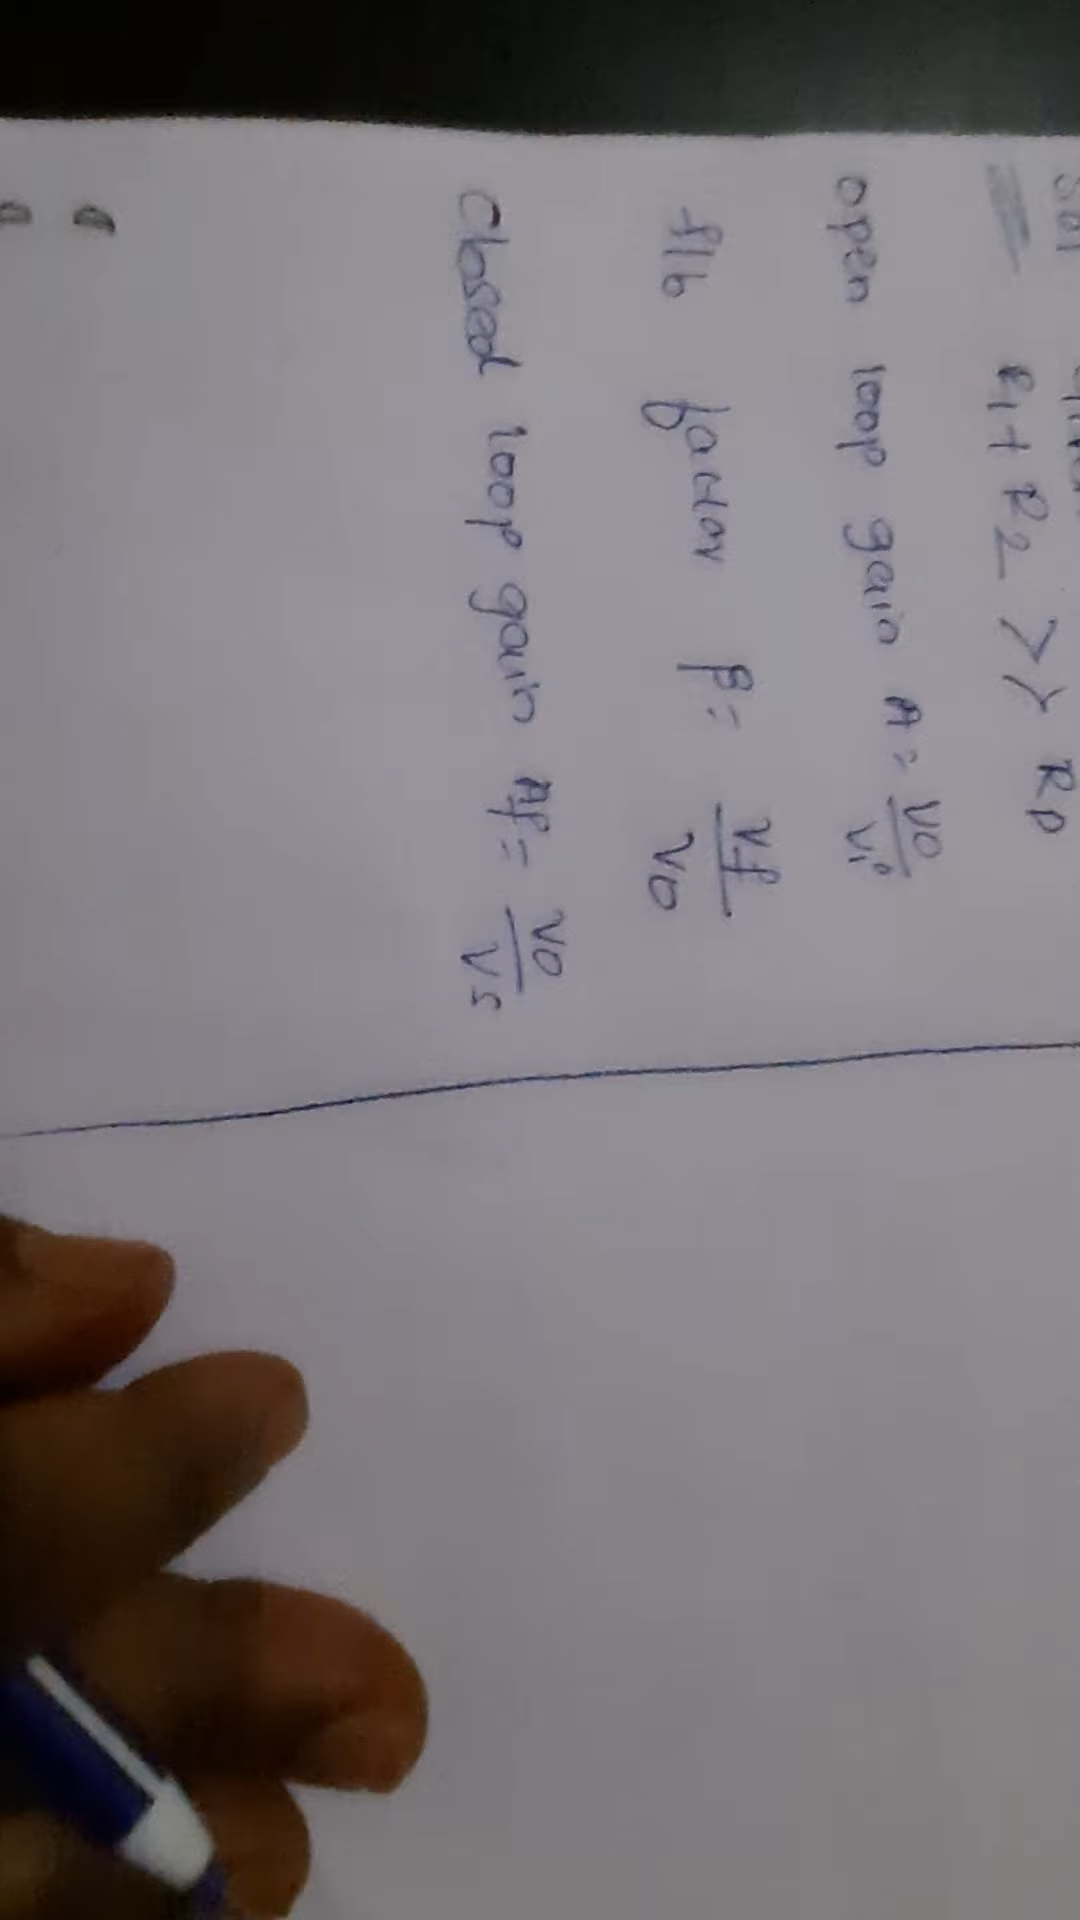 R1 + R2 >> RD
open loop gain A = Vo/Vi
f/b factor β = Vf/Vo
Closed loop gain Af = Vo/Vs